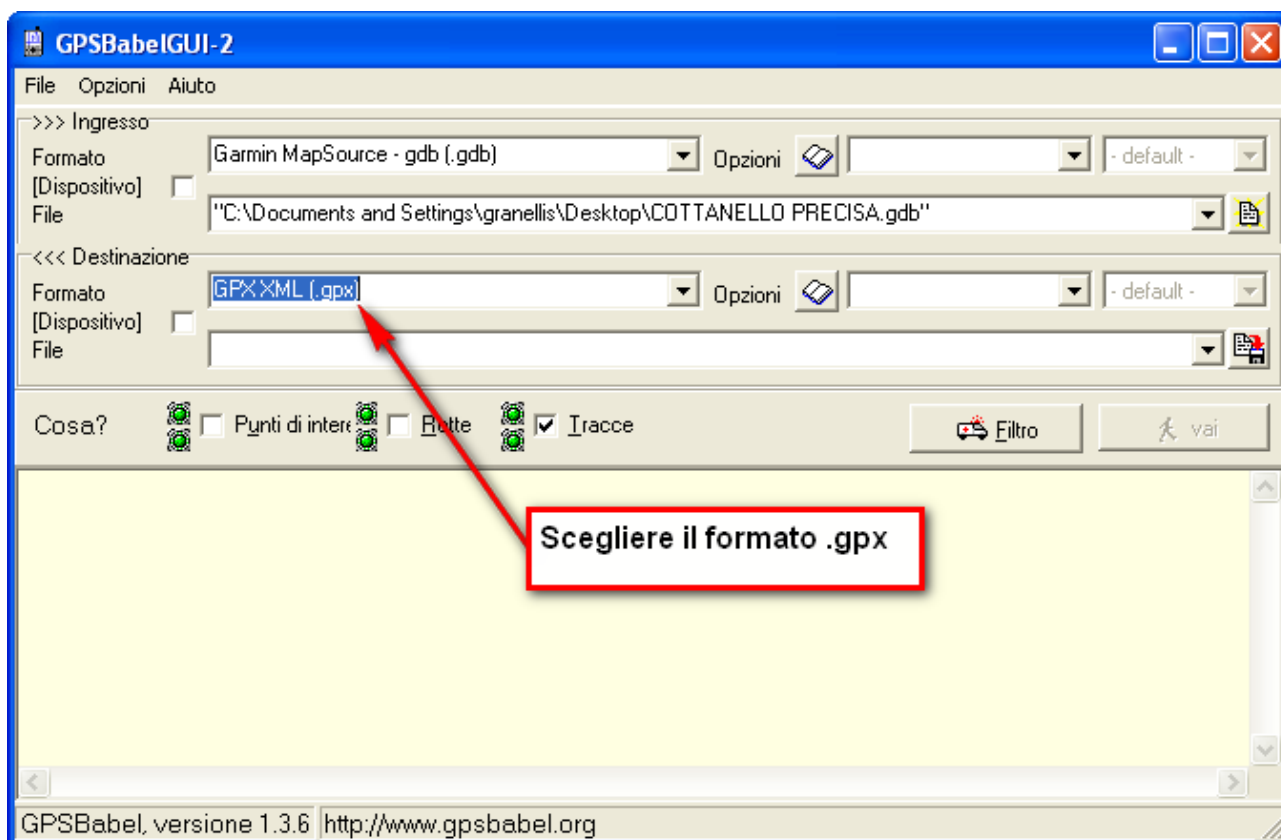 GPSBabelGUI-2
File Opzioni Aiuto
>>> Ingresso
Formato
Garmin MapSource - gdb (.gdb)
Opzioni
- default -
[Dispositivo]
File
"C:\Documents and Settings\granellis\Desktop\COTTANELLO PRECISA.gdb"
<<< Destinazione
Formato
GPX XML (.gpx)
Opzioni
- default -
[Dispositivo]
File
Cosa?
Punti di intere
Rotte
Tracce
Filtro
vai
Scegliere il formato .gpx
GPSBabel, versione 1.3.6 http://www.gpsbabel.org